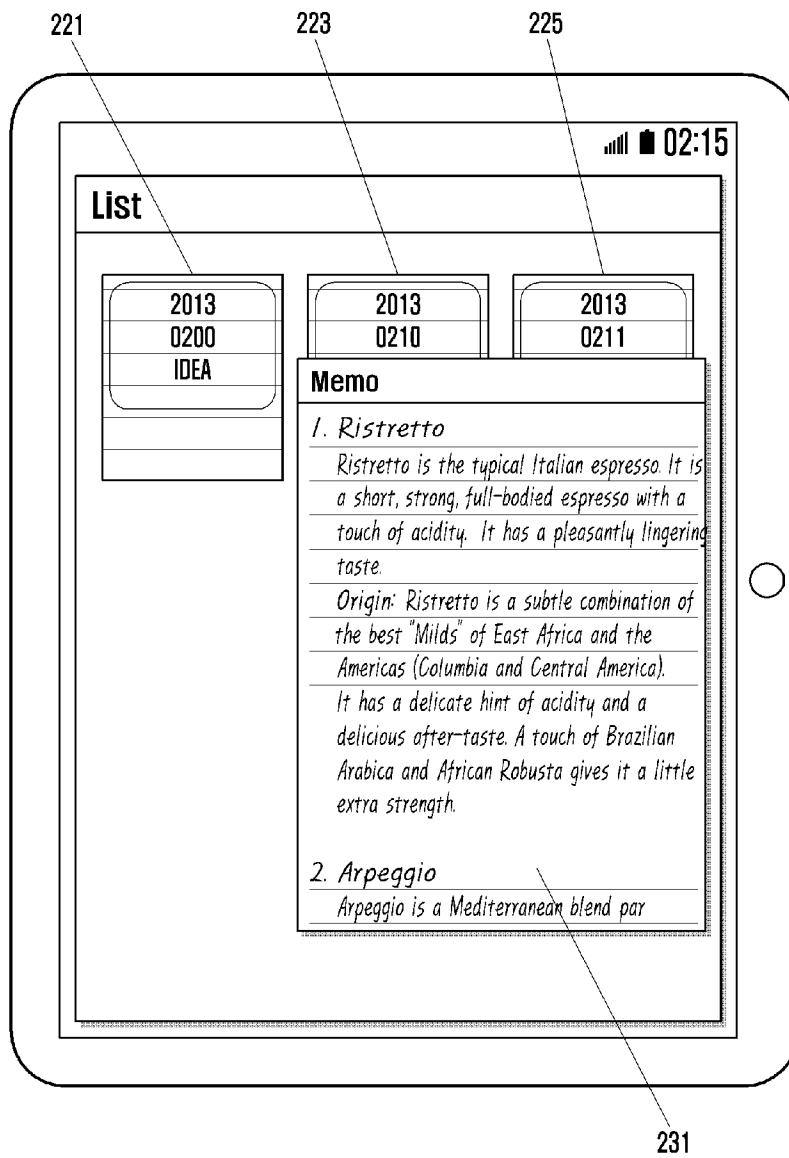 221 223 225
02:15
List
2013 2013 2013
0200 0210 0211
IDEA
Memo
1. Ristretto
Ristretto is the typical Italian espresso. It is
a short, strong, full-bodied espresso with a
touch of acidity. It has a pleasantly lingering
taste.
Origin: Ristretto is a subtle combination of
the best "Milds" of East Africa and the
Americas (Columbia and Central America).
It has a delicate hint of acidity and a
delicious after-taste. A touch of Brazilian
Arabica and African Robusta gives it a little
extra strength.
2. Arpeggio
Arpeggio is a Mediterranean blend par
231